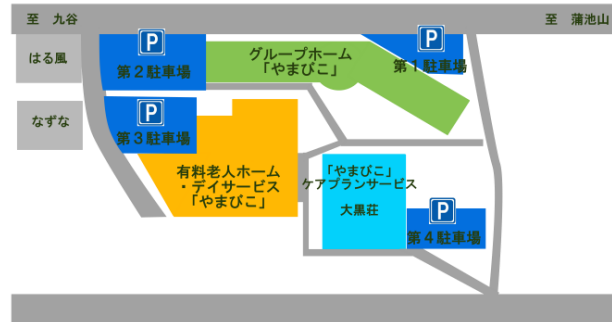 至 九谷
至 蒲池山
P
P
はる風
グループホーム
「やまびこ」
第2駐車場
第1駐車場
P
なずな
第3駐車場
有料老人ホーム
・デイサービス
「やまびこ」
「やまびこ」
ケアプランサービス
大黒荘
P
第4駐車場